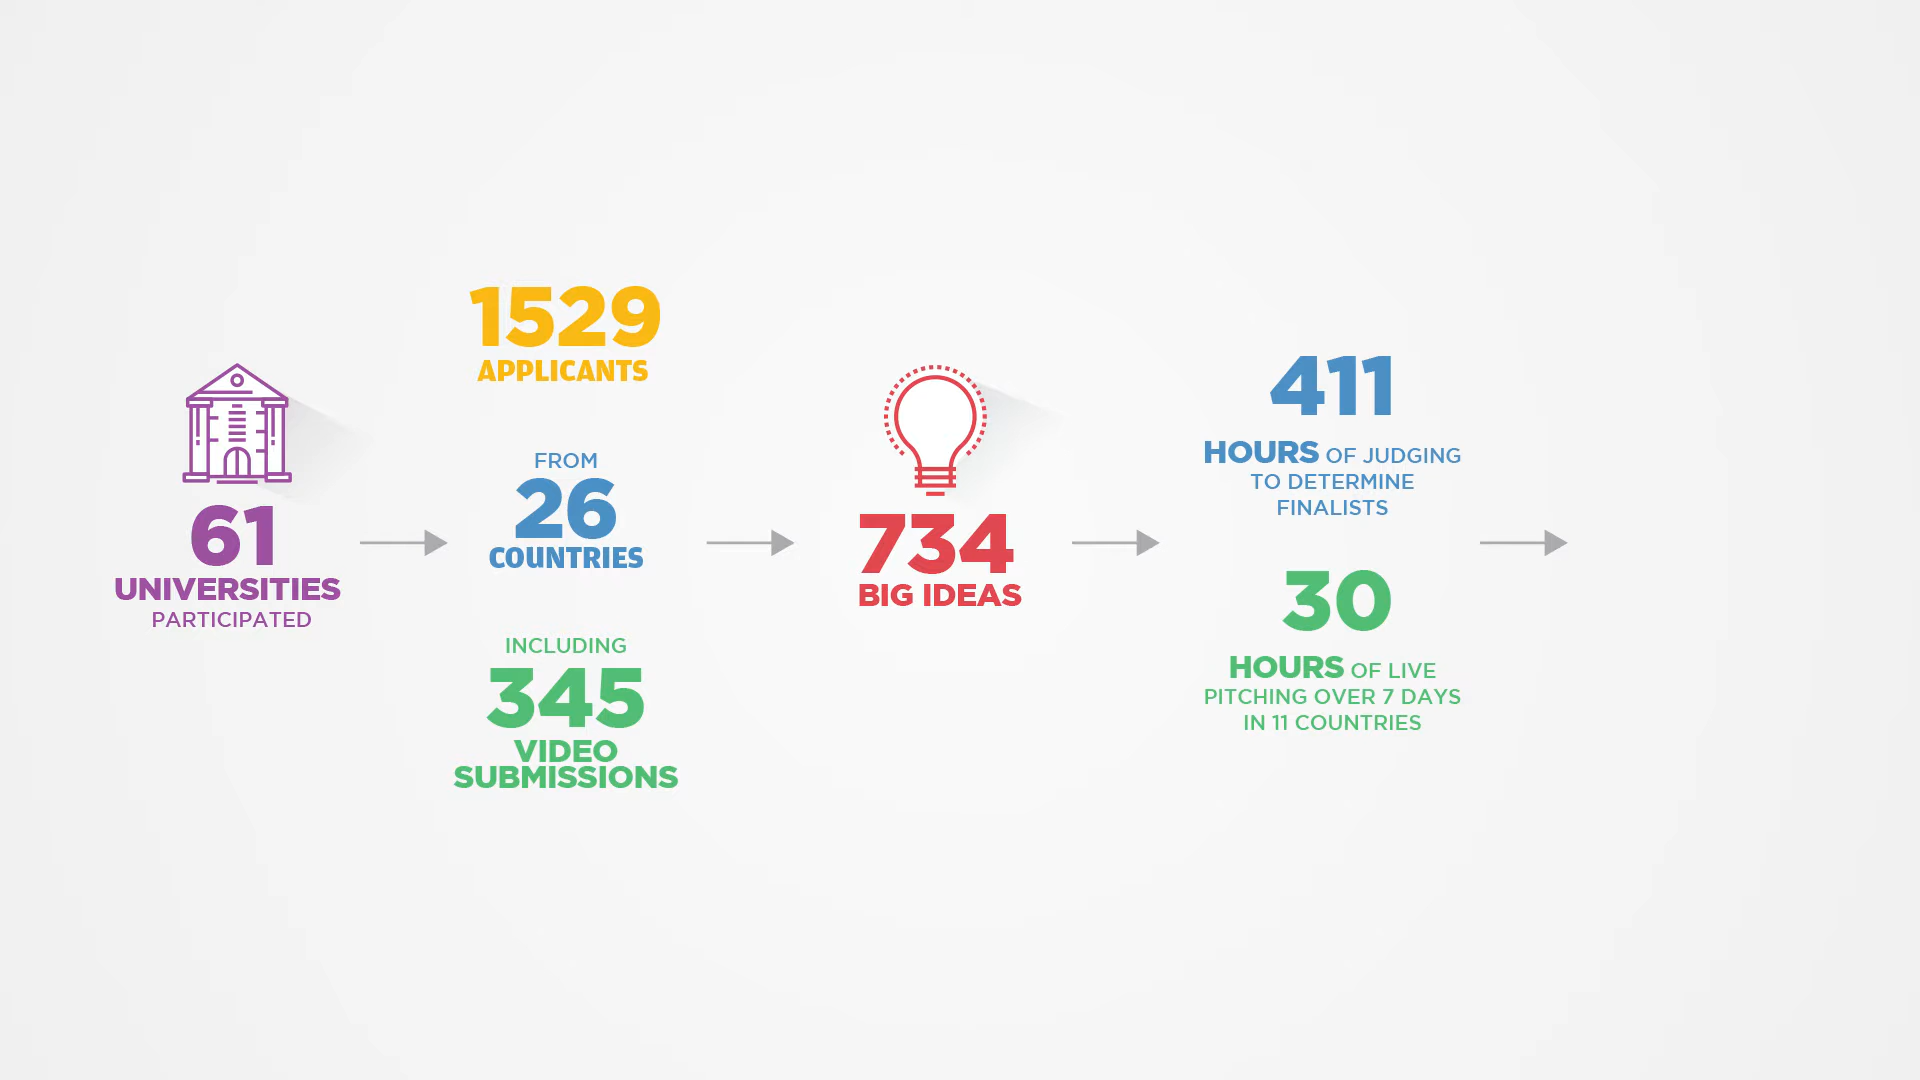 61
UNIVERSITIES
PARTICIPATED
1529
APPLICANTS
FROM
26
COUNTRIES
INCLUDING
345
VIDEO
SUBMISSIONS
734
BIG IDEAS
411
HOURS OF JUDGING
TO DETERMINE
FINALISTS
30
HOURS OF LIVE
PITCHING OVER 7 DAYS
IN 11 COUNTRIES